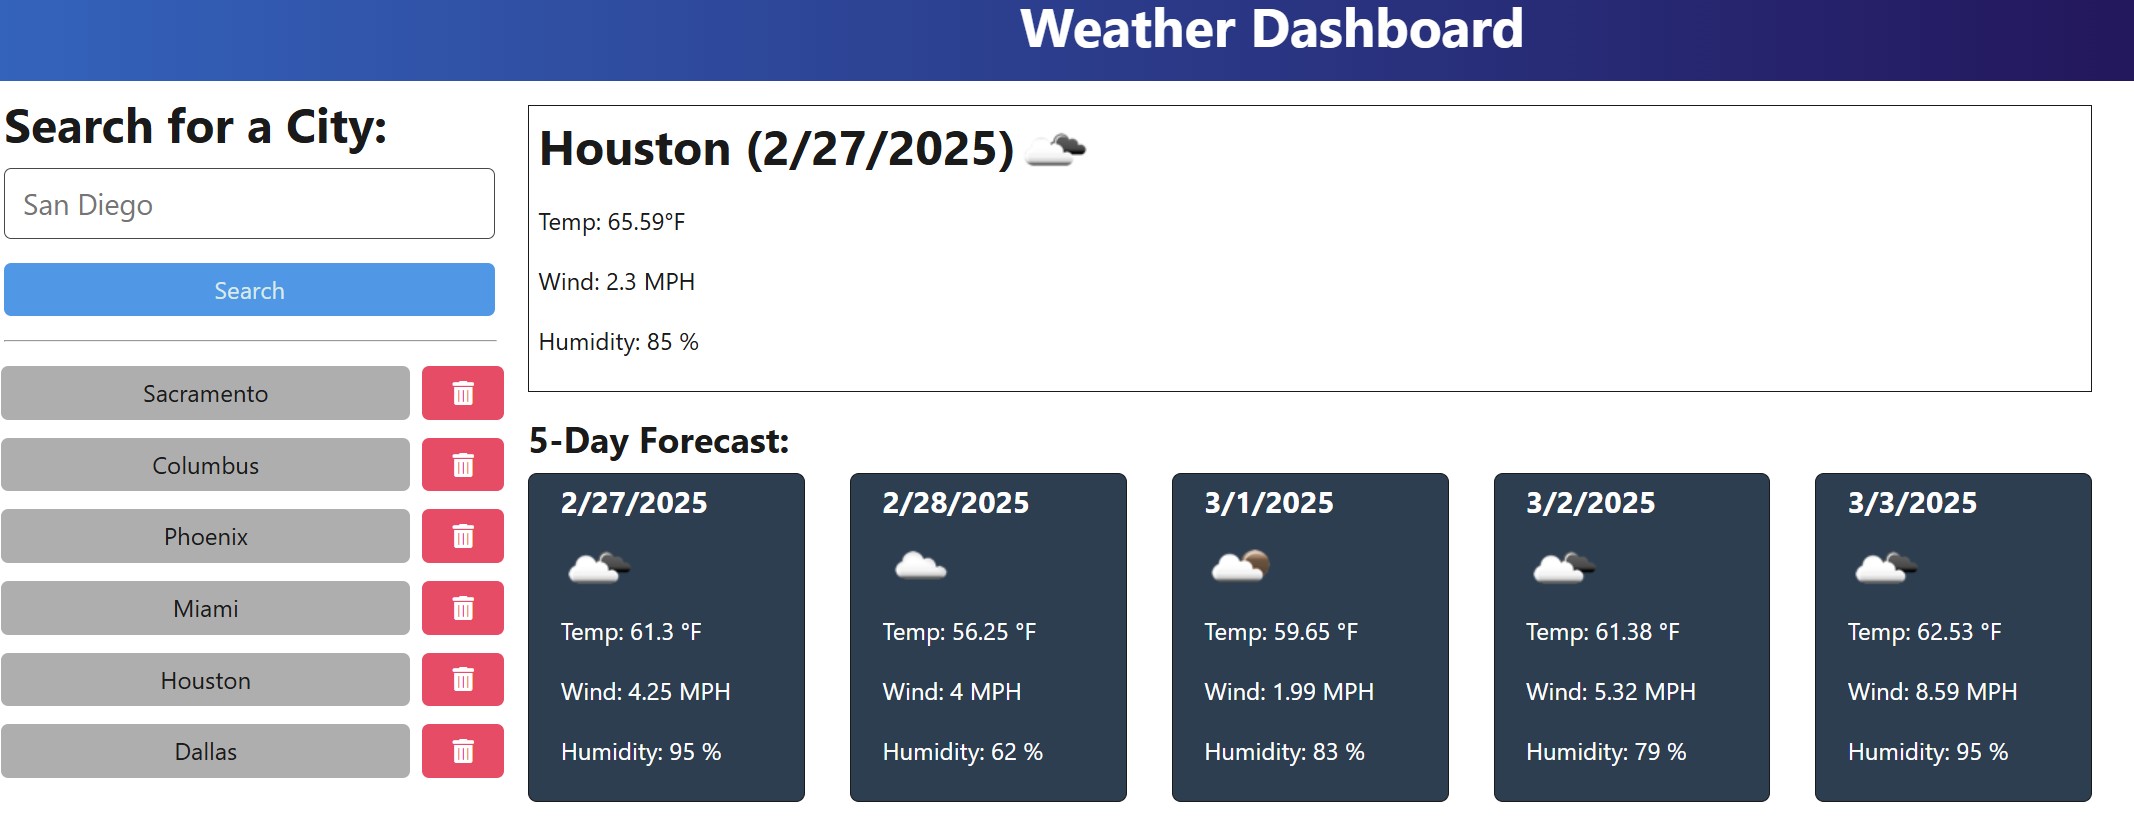 Weather Dashboard
Search for a City:
San Diego
Search
Sacramento
Columbus
Phoenix
Miami
Houston
Dallas
Houston (2/27/2025)
Temp: 65.59°F
Wind: 2.3 MPH
Humidity: 85 %
5-Day Forecast:
2/27/2025
Temp: 61.3 °F
Wind: 4.25 MPH
Humidity: 95 %
2/28/2025
Temp: 56.25 °F
Wind: 4 MPH
Humidity: 62 %
3/1/2025
Temp: 59.65 °F
Wind: 1.99 MPH
Humidity: 83 %
3/2/2025
Temp: 61.38 °F
Wind: 5.32 MPH
Humidity: 79 %
3/3/2025
Temp: 62.53 °F
Wind: 8.59 MPH
Humidity: 95 %